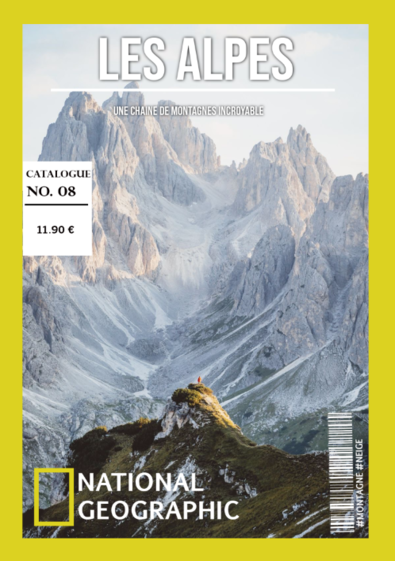 LES ALPES
UNE CHAINE DE MONTAGNES INCROYABLE
CATALOGUE
NO. 08
11.90 €
NATIONAL
GEOGRAPHIC
#MONTAGNE #NEIGE